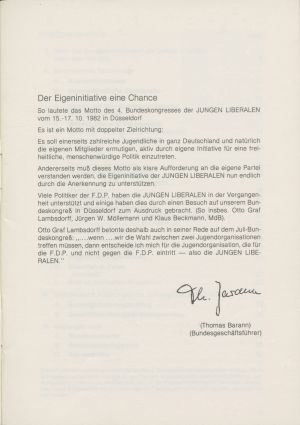 Der Eigeninitiative eine Chance
So lautete das Motto des 4. Bundeskongresses der JUNGEN LIBERALEN
vom 15.-17. 10. 1982 in Düsseldorf
Es ist ein Motto mit doppelter Zielrichtung:
Es soll einerseits zahlreiche Jugendliche in ganz Deutschland und natürlich
die eigenen Mitglieder ermutigen, aktiv durch eigene Initiative für eine frei-
heitliche, menschenwürdige Politik einzutreten.
Andererseits muß dieses Motto als klare Aufforderung an die eigene Partei
verstanden werden, die Eigeninitiative der JUNGEN LIBERALEN nun endlich
durch die Anerkennung zu unterstützen.
Viele Politiker der F.D.P. haben die JUNGEN LIBERALEN in der Vergangen-
heit unterstützt und einige haben dies durch einen Besuch auf unserem Bun-
deskongreß in Düsseldorf zum Ausdruck gebracht. (So insbes. Otto Graf
Lambsdorff, Jürgen W. Möllemann und Klaus Beckmann, MdB).
Otto Graf Lambsdorff betonte deshalb auch in seiner Rede auf dem Juli-Bun-
deskongreß: „....wenn ....wir die Wahl zwischen zwei Jugendorganisationen
treffen müssen, dann entscheide ich mich für die Jugendorganisation, die für
die F.D.P. und nicht gegen die F.D.P. eintritt — also die JUNGEN LIBE-
RALEN."
Th. Barann
(Thomas Barann)
(Bundesgeschäftsführer)